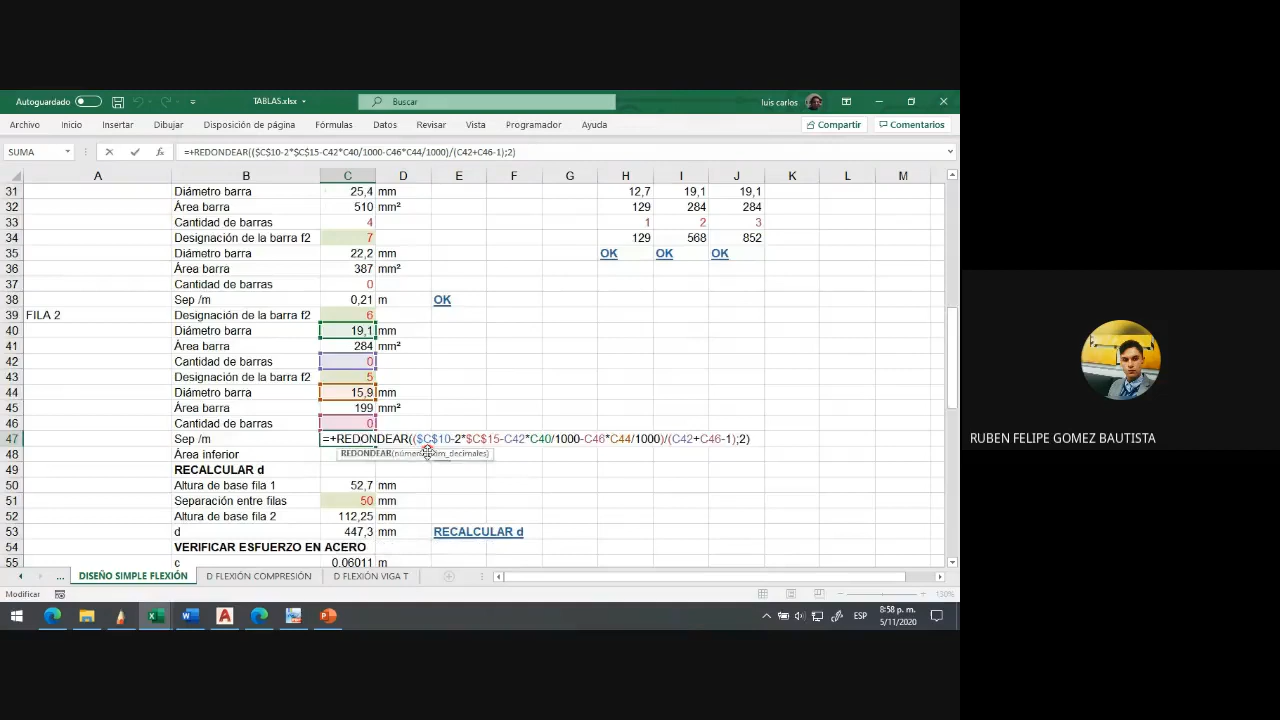 Autoguardado TABLAS.xlsx Buscar luis carlos
Archivo Inicio Insertar Dibujar Disposición de página Fórmulas Datos Revisar Vista Programador Ayuda Compartir Comentarios
SUMA fx =+REDONDEAR(($C$10-2*$C$15-C42*C40/1000-C46*C44/1000)/(C42+C46-1);2)
A B C D E F G H I J K L M
31 Diámetro barra 25,4 mm 12,7 19,1 19,1
32 Área barra 510 mm² 129 284 284
33 Cantidad de barras 4 1 2 3
34 Designación de la barra f2 7 129 568 852
35 Diámetro barra 22,2 mm OK OK OK
36 Área barra 387 mm²
37 Cantidad de barras 0
38 Sep /m 0,21 m OK
39 FILA 2 Designación de la barra f2 6
40 Diámetro barra 19,1 mm
41 Área barra 284 mm²
42 Cantidad de barras 0
43 Designación de la barra f2 5
44 Diámetro barra 15,9 mm
45 Área barra 199 mm²
46 Cantidad de barras 0
47 Sep /m =+REDONDEAR(($C$10-2*$C$15-C42*C40/1000-C46*C44/1000)/(C42+C46-1);2)
48 Área inferior REDONDEAR(
49 RECALCULAR d
50 Altura de base fila 1 52,7 mm
51 Separación entre filas 50 mm
52 Altura de base fila 2 112,25 mm
53 d 447,3 mm RECALCULAR d
54 VERIFICAR ESFUERZO EN ACERO
55 c 0,06011 m
... DISEÑO SIMPLE FLEXIÓN D FLEXIÓN COMPRESIÓN D FLEXIÓN VIGA T
Modificar 130%
ESP 8:58 p. m.
5/11/2020
RUBEN FELIPE GOMEZ BAUTISTA